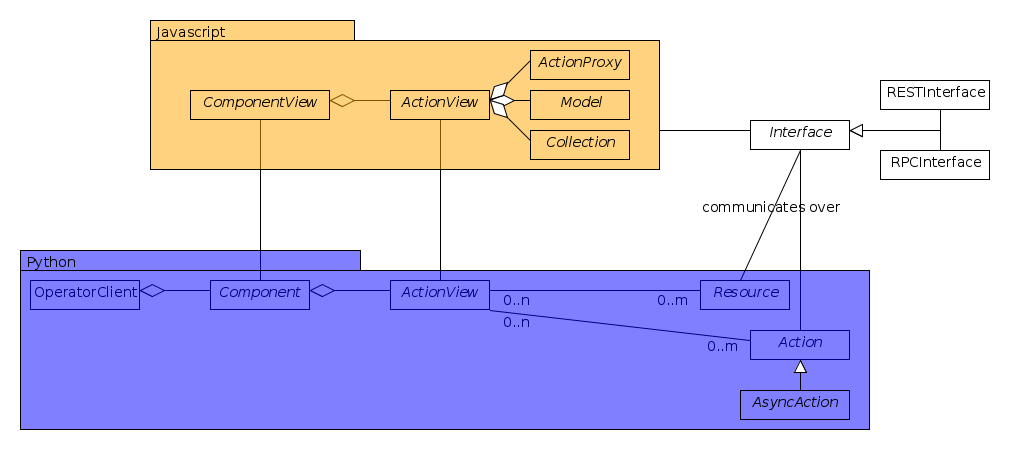 Javascript
ActionProxy
ComponentView
ActionView
Model
Collection
RESTInterface
Interface
RPCInterface
communicates over
Python
OperatorClient
Component
ActionView
0..n
0..m
Resource
0..n
0..m
Action
AsyncAction